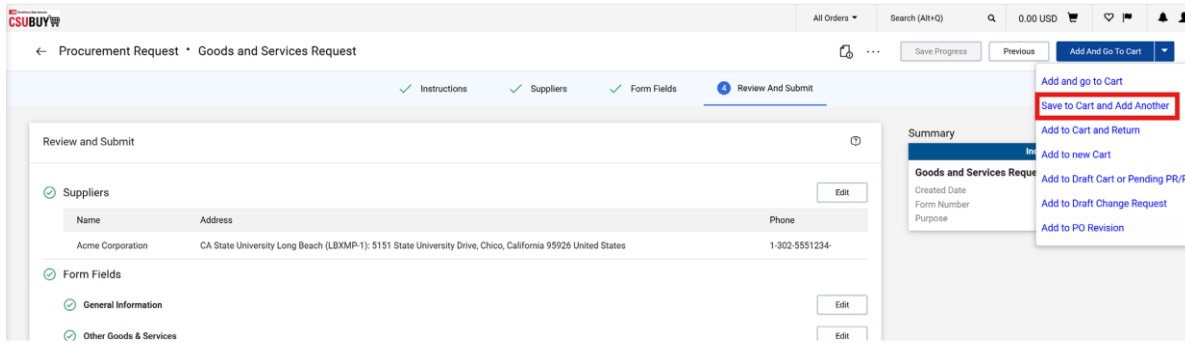 CSUBUY
All Orders
Search (Alt+Q)
0.00 USD
Procurement Request • Goods and Services Request
...
Save Progress
Previous
Add And Go To Cart
Instructions
Suppliers
Form Fields
4 Review And Submit
Add and go to Cart
Save to Cart and Add Another
Add to Cart and Return
Add to new Cart
Add to Draft Cart or Pending PR/
Add to Draft Change Request
Add to PO Revision
Review and Submit
?
Summary
Goods and Services Reque
Created Date
Form Number
Purpose
Suppliers
Edit
Name Address Phone
Acme Corporation CA State University Long Beach (LBXMP-1): 5151 State University Drive, Chico, California 95926 United States 1-302-5551234-
Form Fields
General Information
Edit
Other Goods & Services
Edit